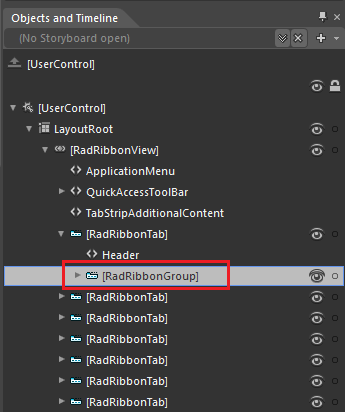 Objects and Timeline
(No Storyboard open)
[UserControl]
[UserControl]
LayoutRoot
[RadRibbonView]
ApplicationMenu
QuickAccessToolBar
TabStripAdditionalContent
[RadRibbonTab]
Header
[RadRibbonGroup]
[RadRibbonTab]
[RadRibbonTab]
[RadRibbonTab]
[RadRibbonTab]
[RadRibbonTab]
[RadRibbonTab]